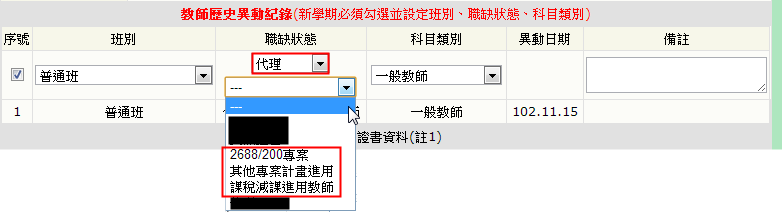 教師歷史異動紀錄(新學期必須勾選並設定班別、職缺狀態、科目類別)
序號 班別 職缺狀態 科目類別 異動日期 備註
普通班 代理 一般教師
---
1 普通班 一般教師 102.11.15
---
2688/200專案
其他專案計畫進用
課稅減課進用教師
證書資料(註1)